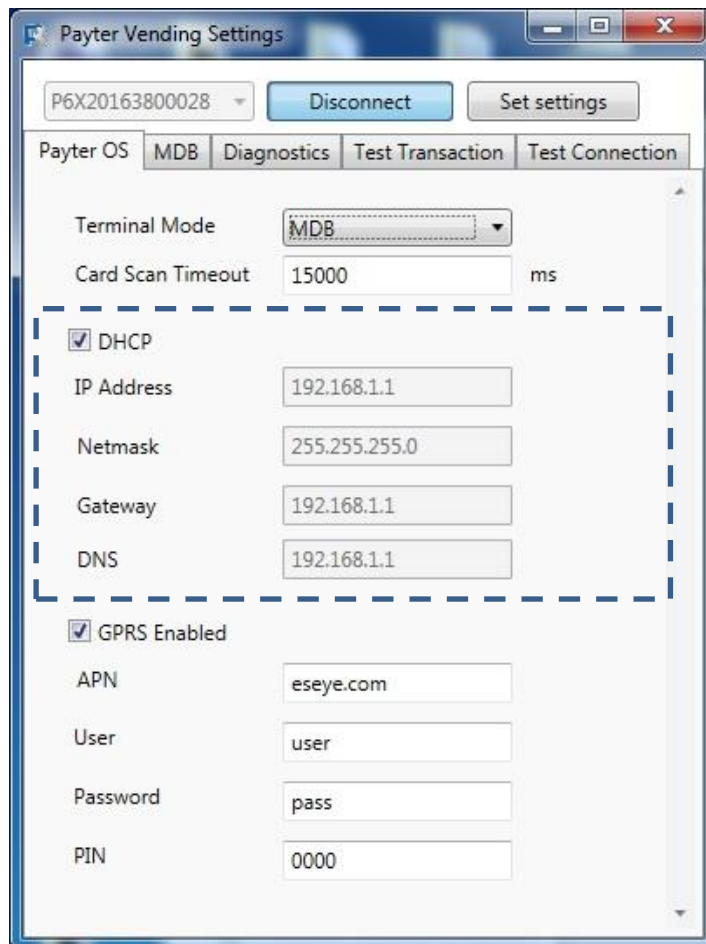 Payter Vending Settings
P6X20163800028 Disconnect Set settings
Payter OS MDB Diagnostics Test Transaction Test Connection
Terminal Mode MDB
Card Scan Timeout 15000 ms
DHCP
IP Address 192.168.1.1
Netmask 255.255.255.0
Gateway 192.168.1.1
DNS 192.168.1.1
GPRS Enabled
APN eseye.com
User user
Password pass
PIN 0000